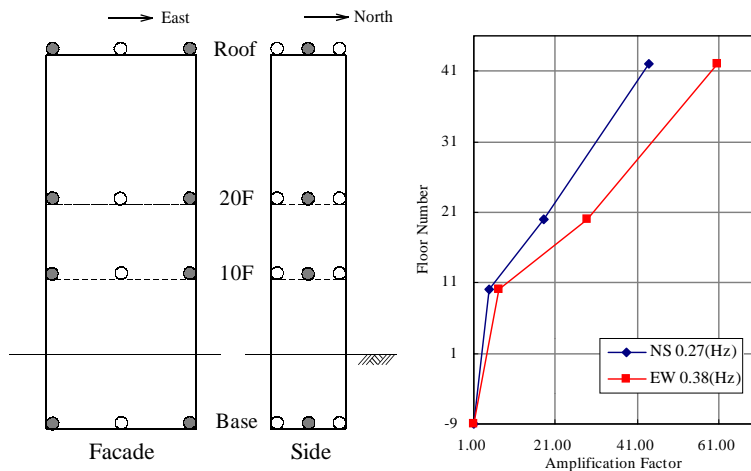 East
North
Roof
20F
10F
Base
Facade
Side
Floor Number
41
31
21
11
1
-9
1.00 21.00 41.00 61.00
Amplification Factor
NS 0.27(Hz)
EW 0.38(Hz)